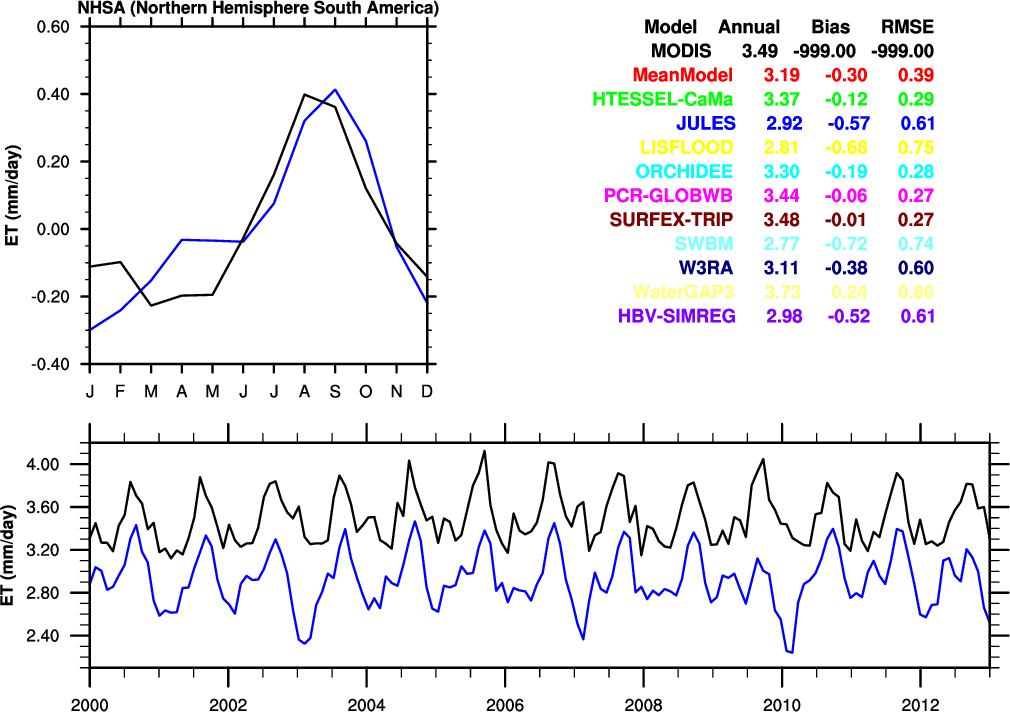 NHSA (Northern Hemisphere South America)
0.60
0.40
0.20
0.00
-0.20
-0.40
ET (mm/day)
J F M A M J J A S O N D
Model Annual Bias RMSE
MODIS 3.49 -999.00 -999.00
MeanModel 3.19 -0.30 0.39
HTESSEL-CaMa 3.37 -0.12 0.29
JULES 2.92 -0.57 0.61
LISFLOOD 2.81 -0.68 0.75
ORCHIDEE 3.30 -0.19 0.28
PCR-GLOBWB 3.44 -0.06 0.27
SURFEX-TRIP 3.48 -0.01 0.27
SWBM 2.77 -0.72 0.74
W3RA 3.11 -0.38 0.60
WaterGAP3 3.73 0.24 0.80
HBV-SIMREG 2.98 -0.52 0.61
4.00
3.60
3.20
2.80
2.40
ET (mm/day)
2000 2002 2004 2006 2008 2010 2012